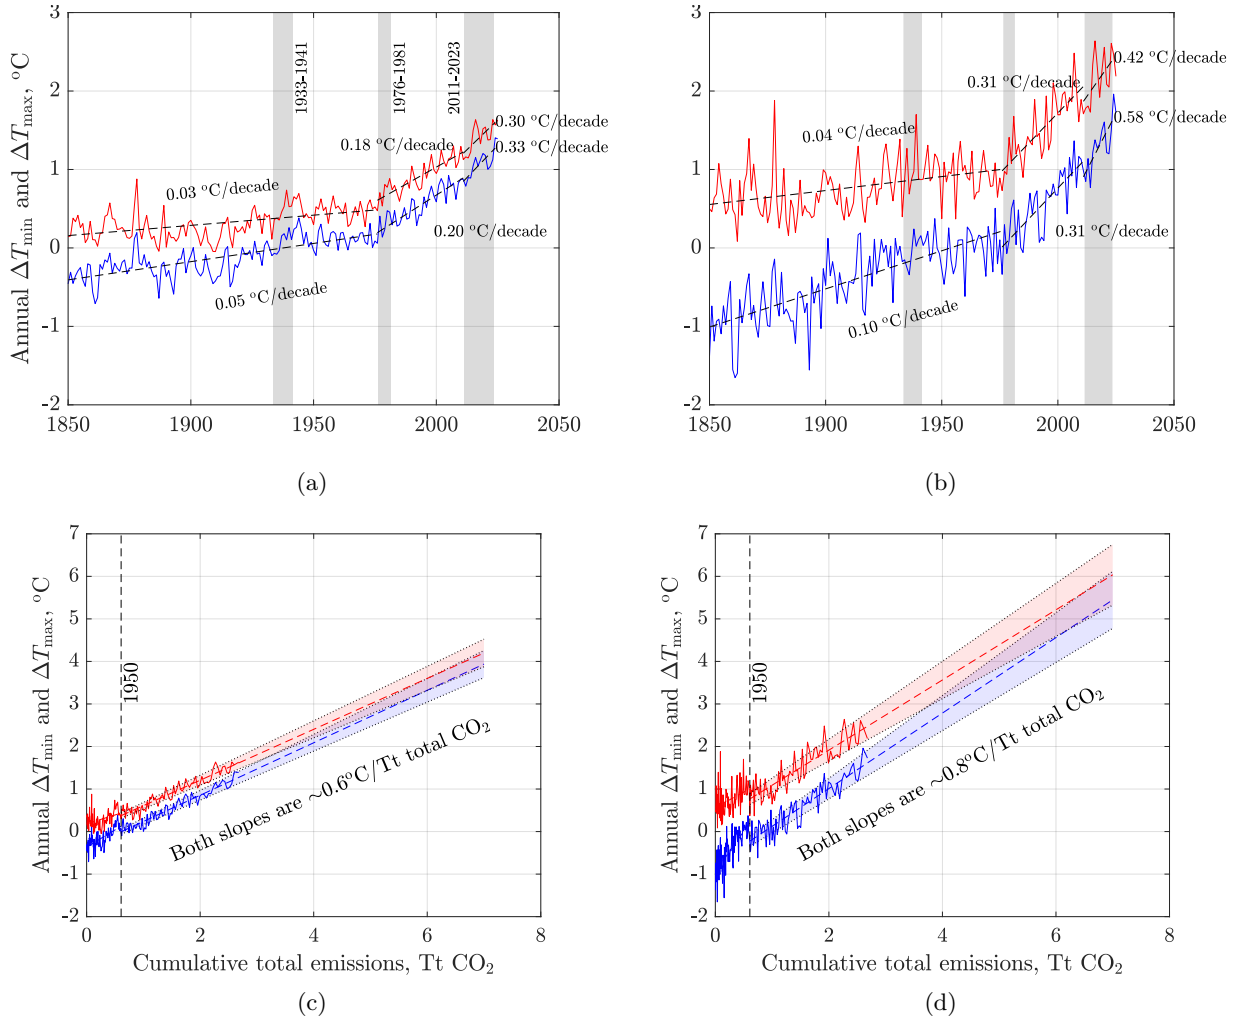 Annual ΔTmin and ΔTmax, °C
3
2
1
0
-1
-2
1850
1900
1950
2000
2050
1933-1941
1976-1981
2011-2023
0.03 °C/decade
0.18 °C/decade
0.30 °C/decade
0.33 °C/decade
0.20 °C/decade
0.05 °C/decade
(a)
3
2
1
0
-1
-2
1850
1900
1950
2000
2050
0.04 °C/decade
0.31 °C/decade
0.42 °C/decade
0.58 °C/decade
0.31 °C/decade
0.10 °C/decade
(b)
Annual ΔTmin and ΔTmax, °C
7
6
5
4
3
2
1
0
-1
-2
0
2
4
6
8
1950
Both slopes are ~0.6°C/Tt total CO₂
Cumulative total emissions, Tt CO₂
(c)
Annual ΔTmin and ΔTmax, °C
7
6
5
4
3
2
1
0
-1
-2
0
2
4
6
8
1950
Both slopes are ~0.8°C/Tt total CO₂
Cumulative total emissions, Tt CO₂
(d)